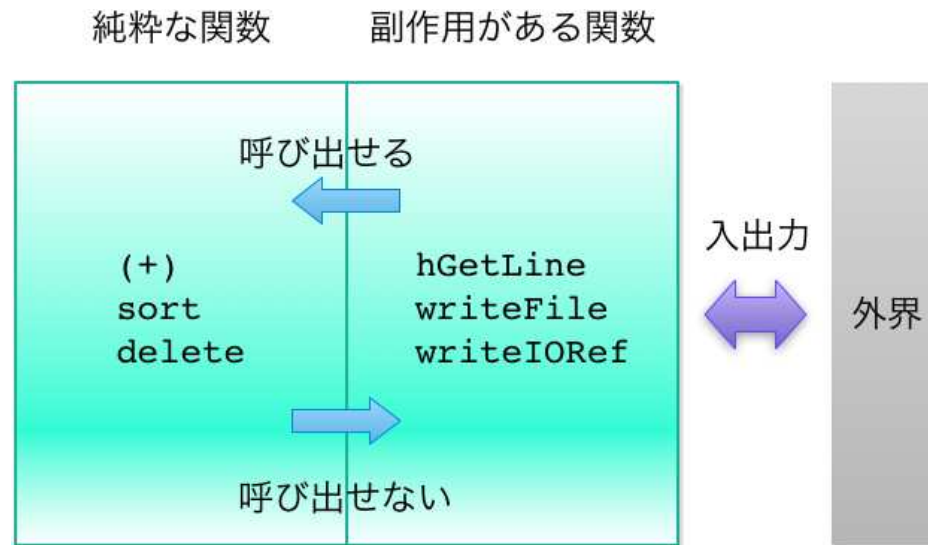 純粋な関数
副作用がある関数
呼び出せる
(+)
sort
delete
hGetLine
writeFile
writeIORef
呼び出せない
入出力
外界